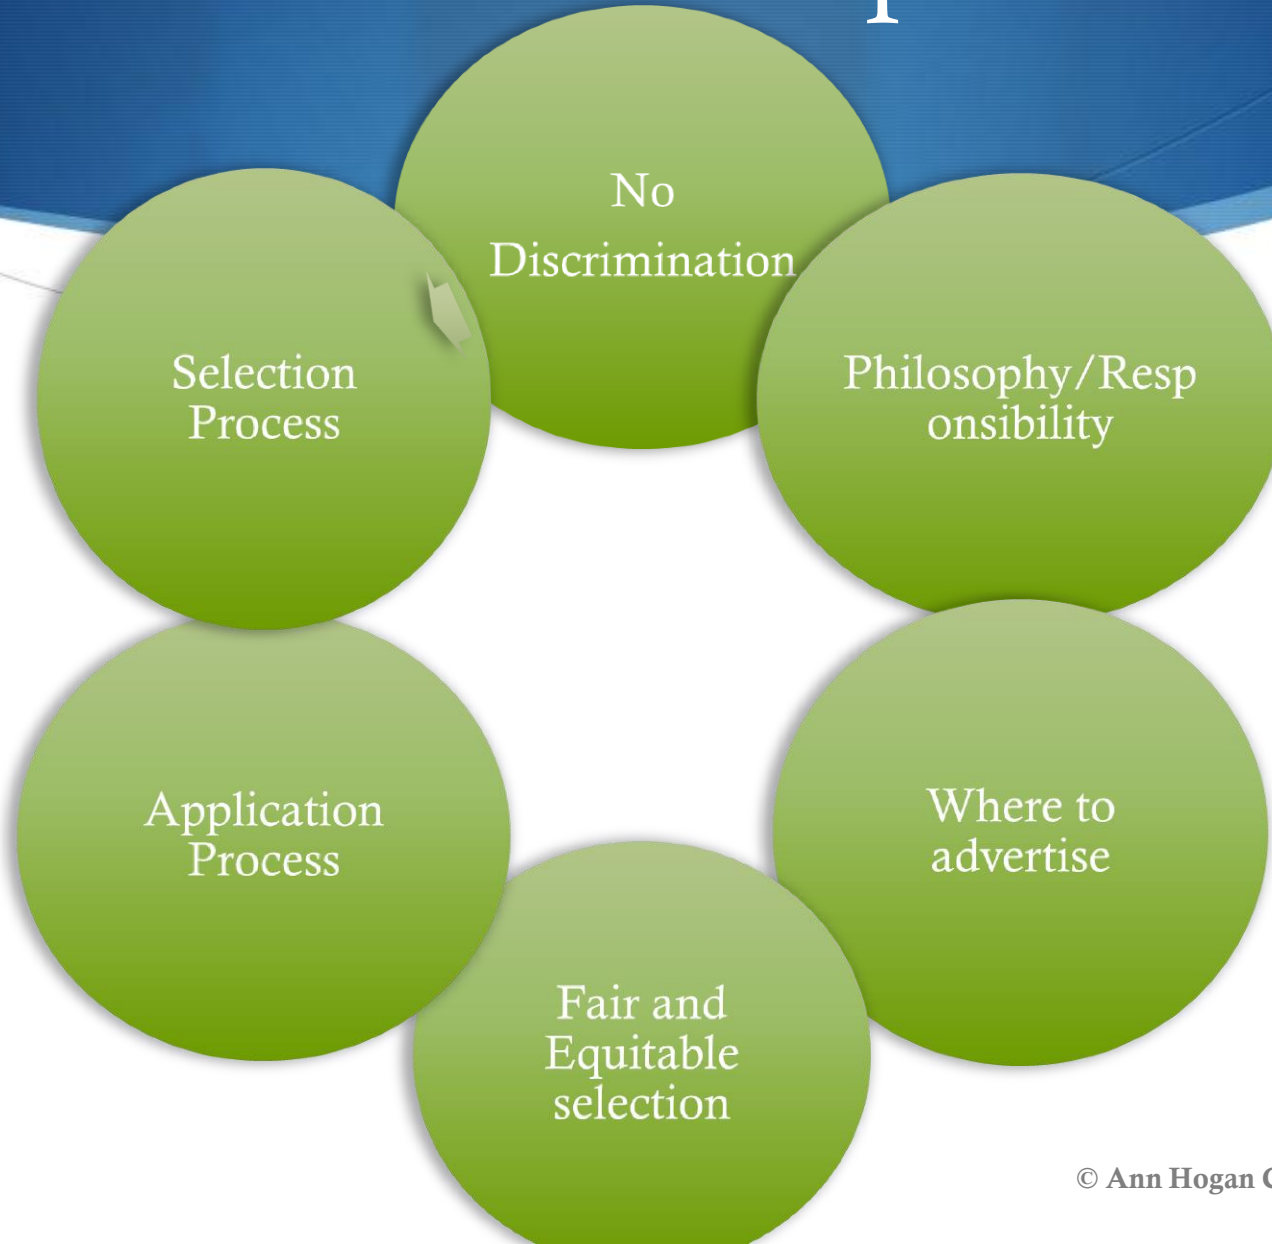 No
Discrimination
Philosophy/Resp
onsibility
Where to
advertise
Fair and
Equitable
selection
Application
Process
Selection
Process
© Ann Hogan